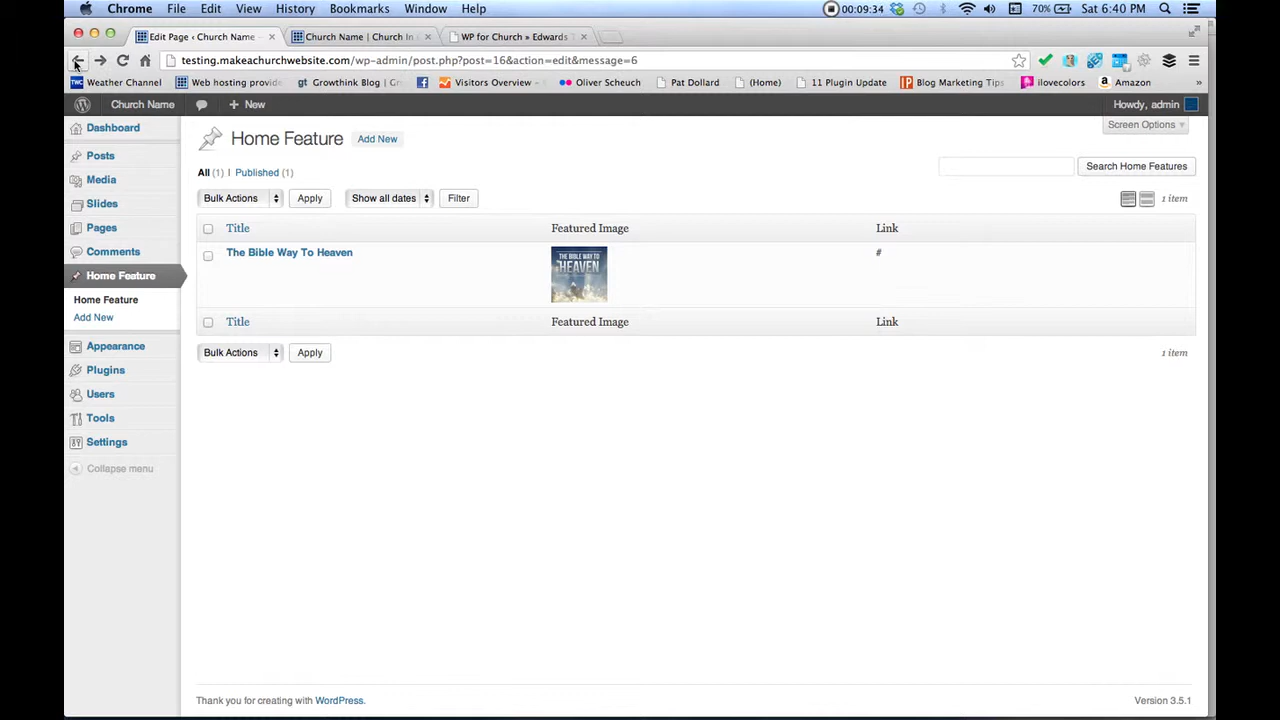 Chrome File Edit View History Bookmarks Window Help 00:09:34 70% Sat 6:40 PM
Edit Page ‹ Church Name – Church Name | Church In WP for Church » Edwards T
testing.makeachurchwebsite.com/wp-admin/post.php?post=16&action=edit&message=6
TWC Weather Channel Web hosting provide Growthink Blog | Gr Visitors Overview – Oliver Scheuch Pat Dollard 11 Plugin Update Blog Marketing Tips ilovecolors Amazon »
Church Name + New Howdy, admin
Screen Options
Dashboard
Posts
Media
Slides
Pages
Comments
Home Feature
Home Feature
Add New
Appearance
Plugins
Users
Tools
Settings
Collapse menu
Home Feature Add New
All (1) | Published (1)
Search Home Features
Bulk Actions Apply Show all dates Filter 1 item
Title Featured Image Link
The Bible Way To Heaven THE BIBLE WAY TO HEAVEN #
Title Featured Image Link
Bulk Actions Apply 1 item
Thank you for creating with WordPress. Version 3.5.1